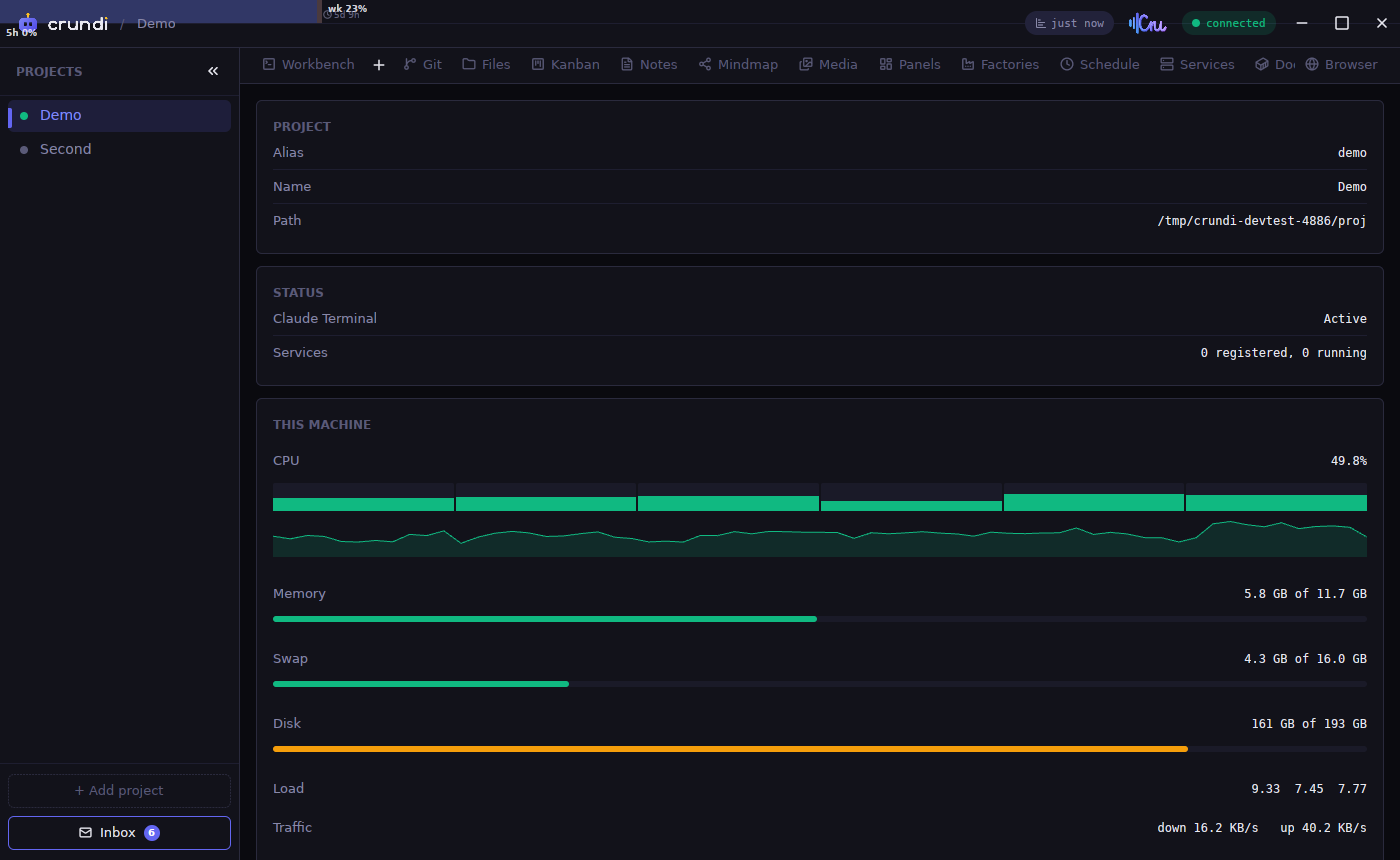 wk 23%
5d 9h
5h 0%
crundi / Demo
just now
Cru
connected
PROJECTS
Workbench
Git
Files
Kanban
Notes
Mindmap
Media
Panels
Factories
Schedule
Services
Doc
Browser
Demo
Second
PROJECT
Alias demo
Name Demo
Path /tmp/crundi-devtest-4886/proj
STATUS
Claude Terminal Active
Services 0 registered, 0 running
THIS MACHINE
CPU 49.8%
Memory 5.8 GB of 11.7 GB
Swap 4.3 GB of 16.0 GB
Disk 161 GB of 193 GB
Load 9.33 7.45 7.77
Traffic down 16.2 KB/s up 40.2 KB/s
+ Add project
Inbox 6